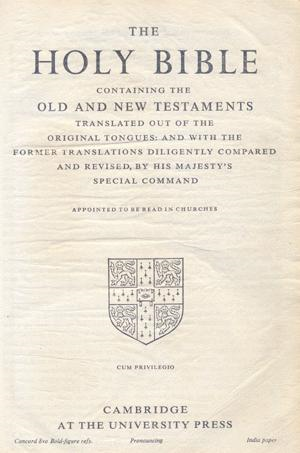 THE
HOLY BIBLE
CONTAINING THE
OLD AND NEW TESTAMENTS
TRANSLATED OUT OF THE
ORIGINAL TONGUES: AND WITH THE
FORMER TRANSLATIONS DILIGENTLY COMPARED
AND REVISED, BY HIS MAJESTY'S
SPECIAL COMMAND
APPOINTED TO BE READ IN CHURCHES
CUM PRIVILEGIO
CAMBRIDGE
AT THE UNIVERSITY PRESS
Concord 8vo Bold-figure refs. Pronouncing India paper